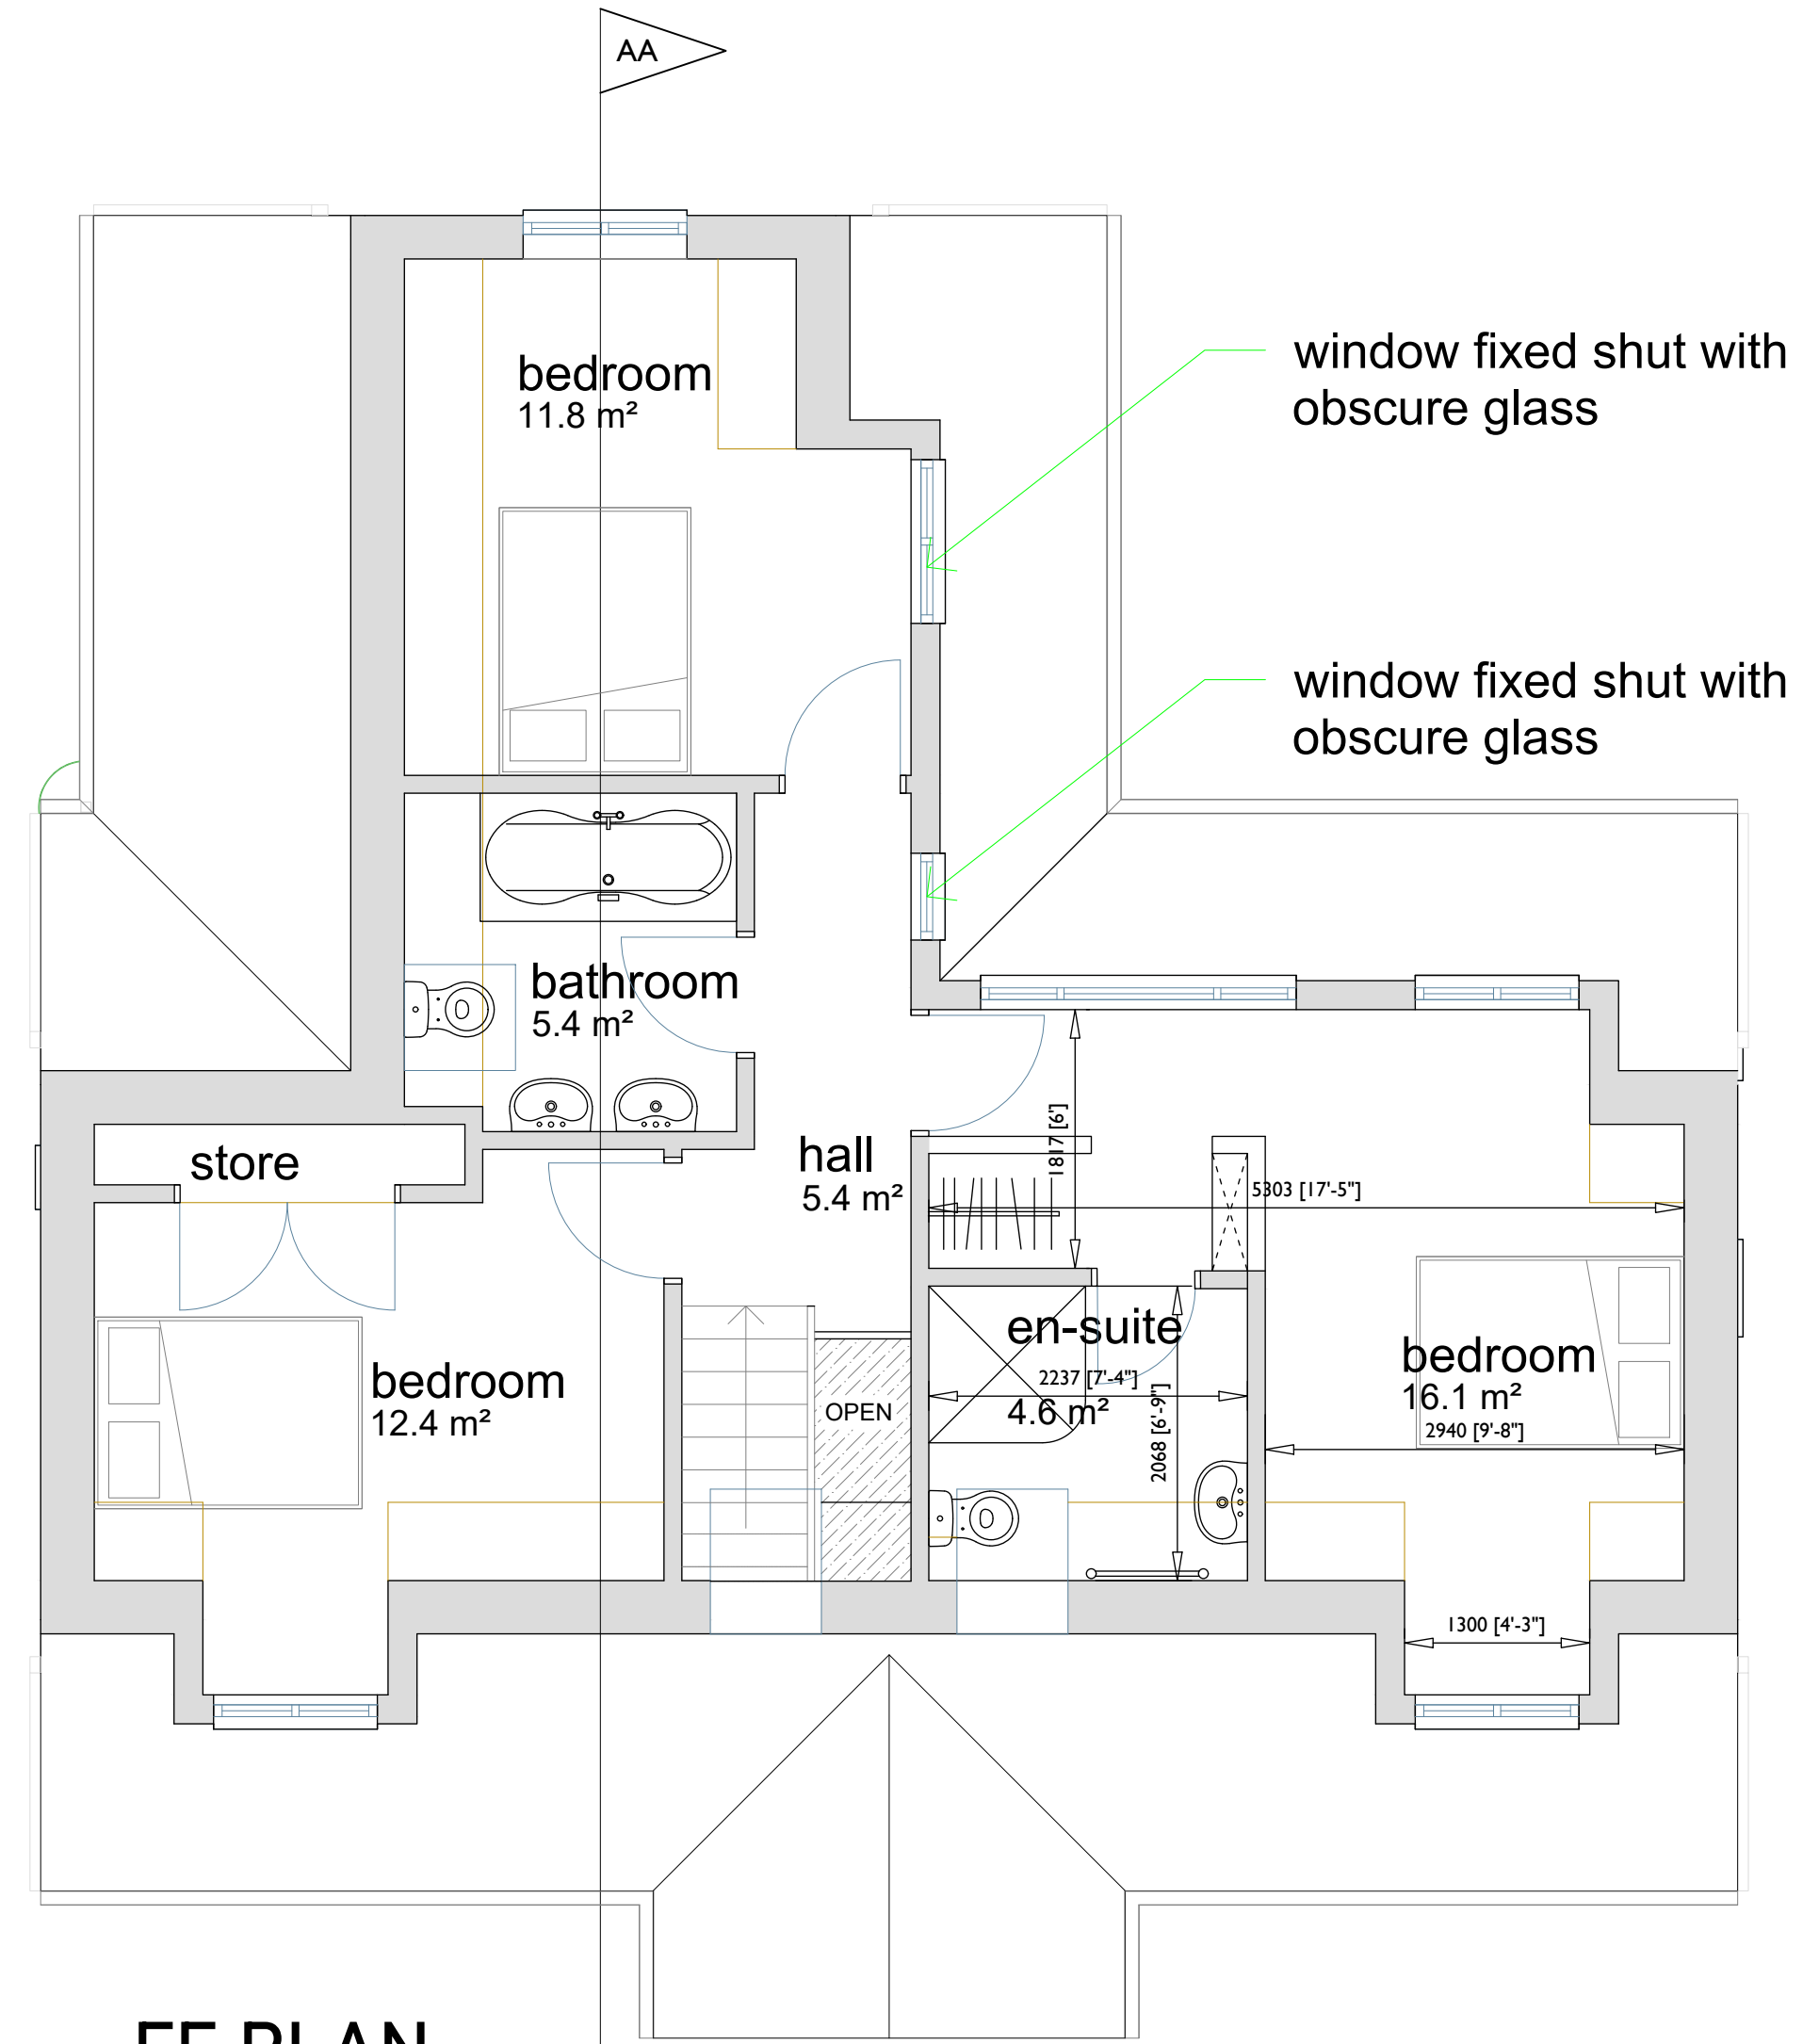 AA
window fixed shut with
obscure glass
bedroom
11.8 m²
window fixed shut with
obscure glass
bathroom
5.4 m²
store
hall
5.4 m²
1817 [6']
5303 [17'-5"]
en-suite
2237 [7'-4"]
4.6 m²
2068 [6'-9"]
bedroom
16.1 m²
2940 [9'-8"]
bedroom
12.4 m²
OPEN
1300 [4'-3"]
FF PLAN